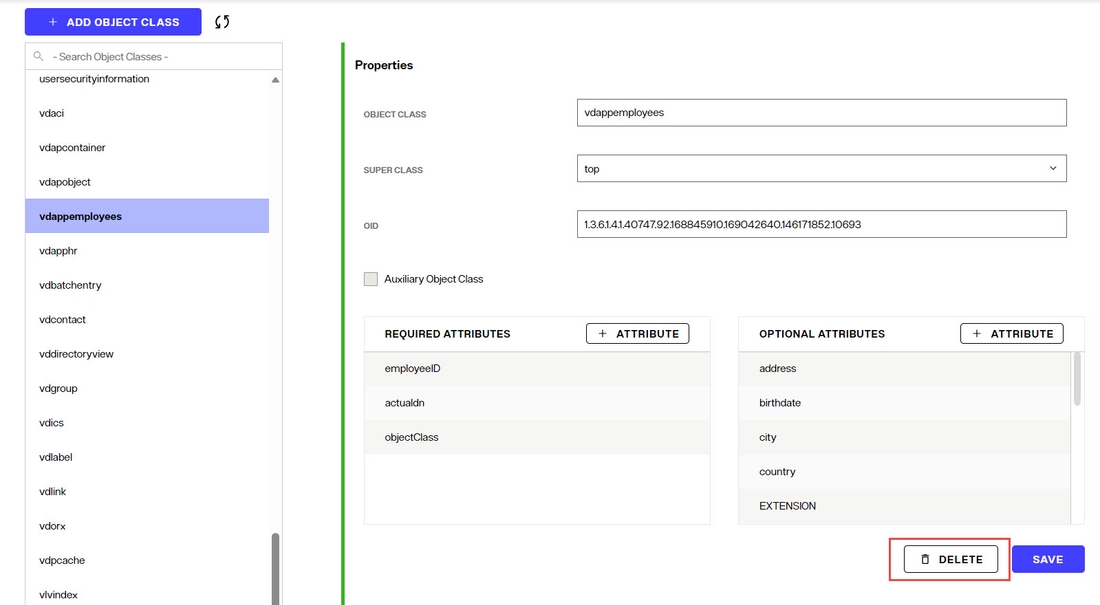 + ADD OBJECT CLASS
- Search Object Classes -
usersecurityinformation
vdaci
vdapcontainer
vdapobject
vdappemployees
vdapphr
vdbatchentry
vdcontact
vddirectoryview
vdgroup
vdics
vdlabel
vdlink
vdorx
vdpcache
vlvindex
Properties
OBJECT CLASS
vdappemployees
SUPER CLASS
top
OID
1.3.6.1.4.1.40747.92.168845910.169042640.146171852.10693
Auxiliary Object Class
REQUIRED ATTRIBUTES
+ ATTRIBUTE
employeeID
actualdn
objectClass
OPTIONAL ATTRIBUTES
+ ATTRIBUTE
address
birthdate
city
country
EXTENSION
DELETE
SAVE